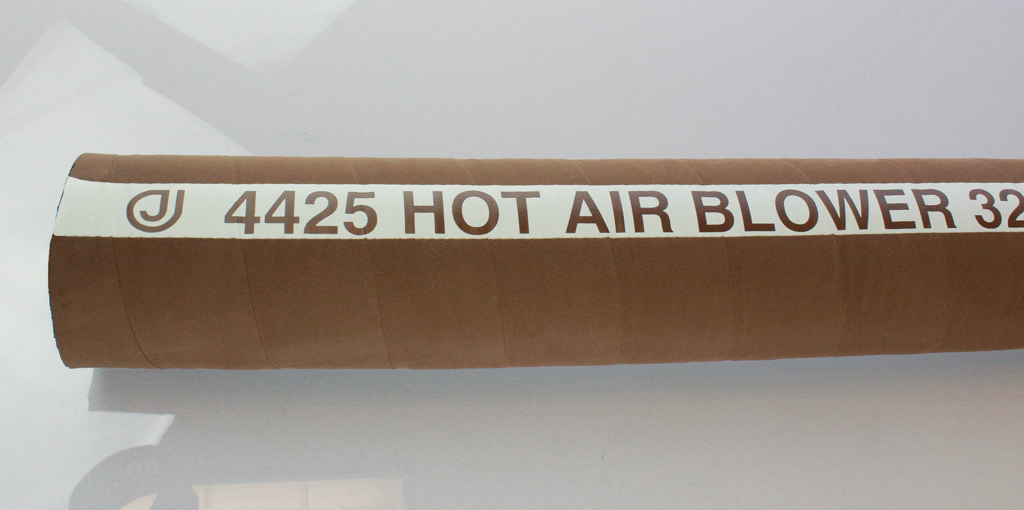 J 4425 HOT AIR BLOWER 32